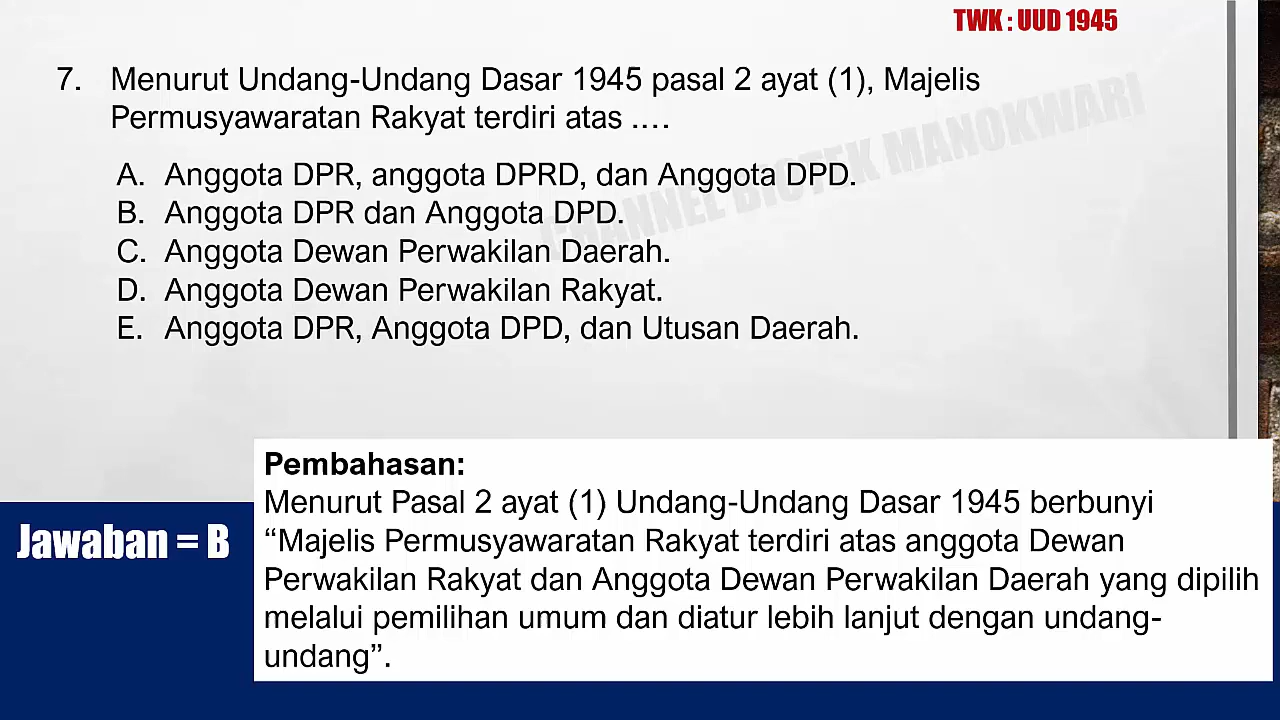 TWK : UUD 1945
7. Menurut Undang-Undang Dasar 1945 pasal 2 ayat (1), Majelis
Permusyawaratan Rakyat terdiri atas ….
CHANNEL BIOTEK MANOKWARI
A. Anggota DPR, anggota DPRD, dan Anggota DPD.
B. Anggota DPR dan Anggota DPD.
C. Anggota Dewan Perwakilan Daerah.
D. Anggota Dewan Perwakilan Rakyat.
E. Anggota DPR, Anggota DPD, dan Utusan Daerah.
Jawaban = B
Pembahasan:
Menurut Pasal 2 ayat (1) Undang-Undang Dasar 1945 berbunyi
“Majelis Permusyawaratan Rakyat terdiri atas anggota Dewan
Perwakilan Rakyat dan Anggota Dewan Perwakilan Daerah yang dipilih
melalui pemilihan umum dan diatur lebih lanjut dengan undang-
undang”.